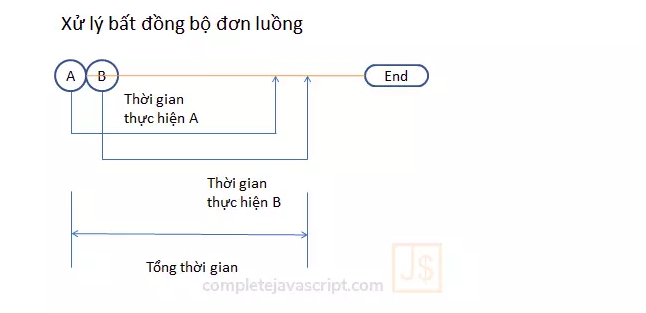 Xử lý bất đồng bộ đơn luồng
A
B
End
Thời gian
thực hiện A
Thời gian
thực hiện B
Tổng thời gian
J$
completejavascript.com